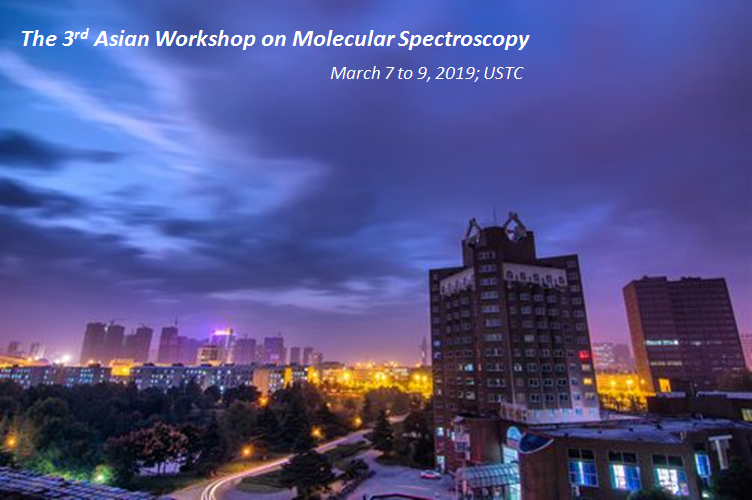 The 3rd Asian Workshop on Molecular Spectroscopy
March 7 to 9, 2019; USTC